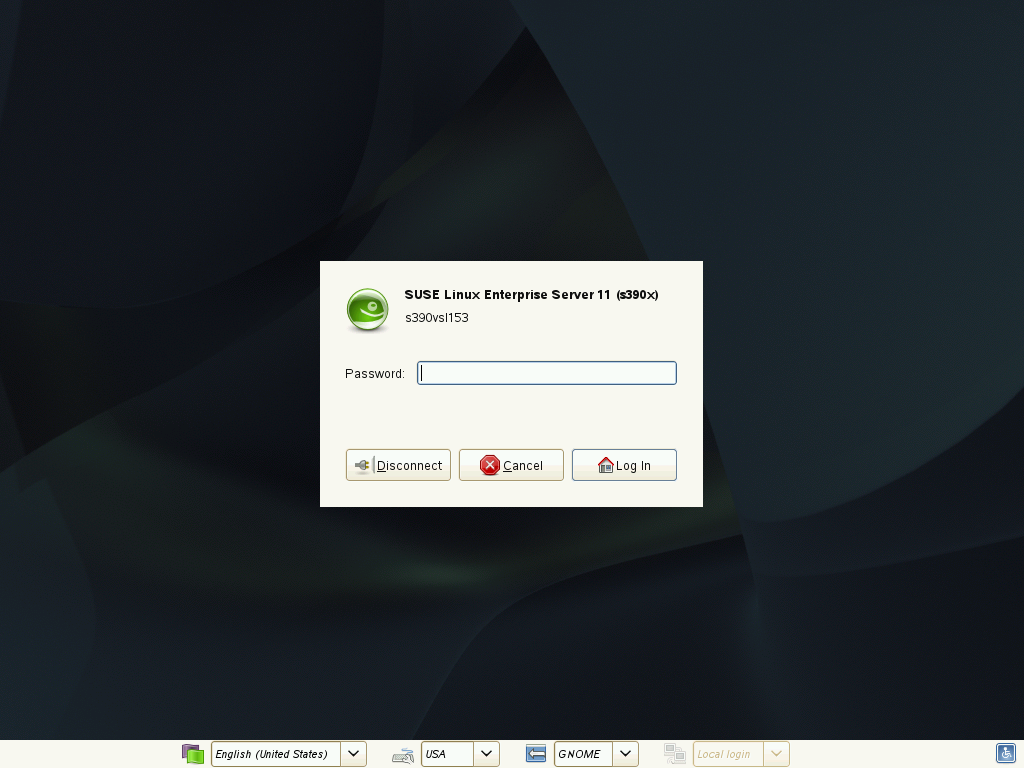 SUSE Linux Enterprise Server 11 (s390x)
s390vsl153
Password:
Disconnect Cancel Log In
English (United States) USA GNOME Local login